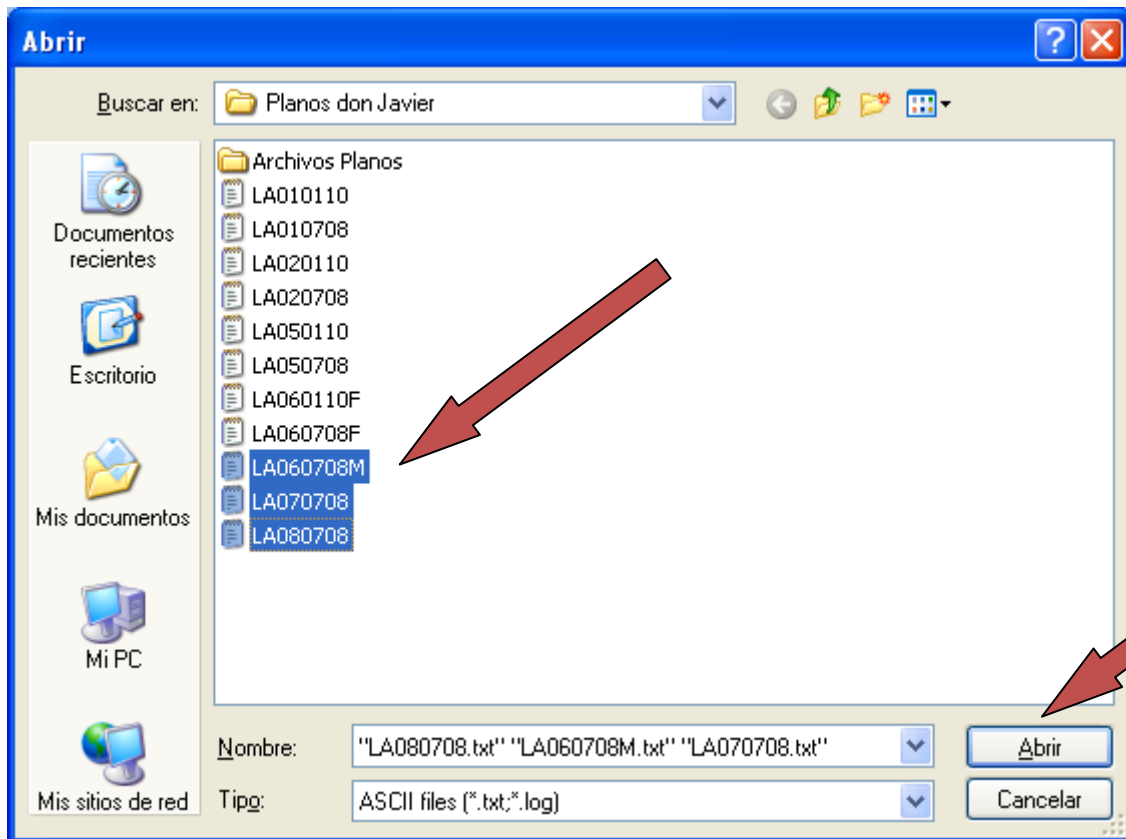 Abrir
Buscar en: Planos don Javier
Documentos
recientes
Escritorio
Mis documentos
Mi PC
Mis sitios de red
Archivos Planos
LA010110
LA010708
LA020110
LA020708
LA050110
LA050708
LA060110F
LA060708F
LA060708M
LA070708
LA080708
Nombre: "LA080708.txt" "LA060708M.txt" "LA070708.txt" Abrir
Tipo: ASCII files (*.txt;*.log) Cancelar